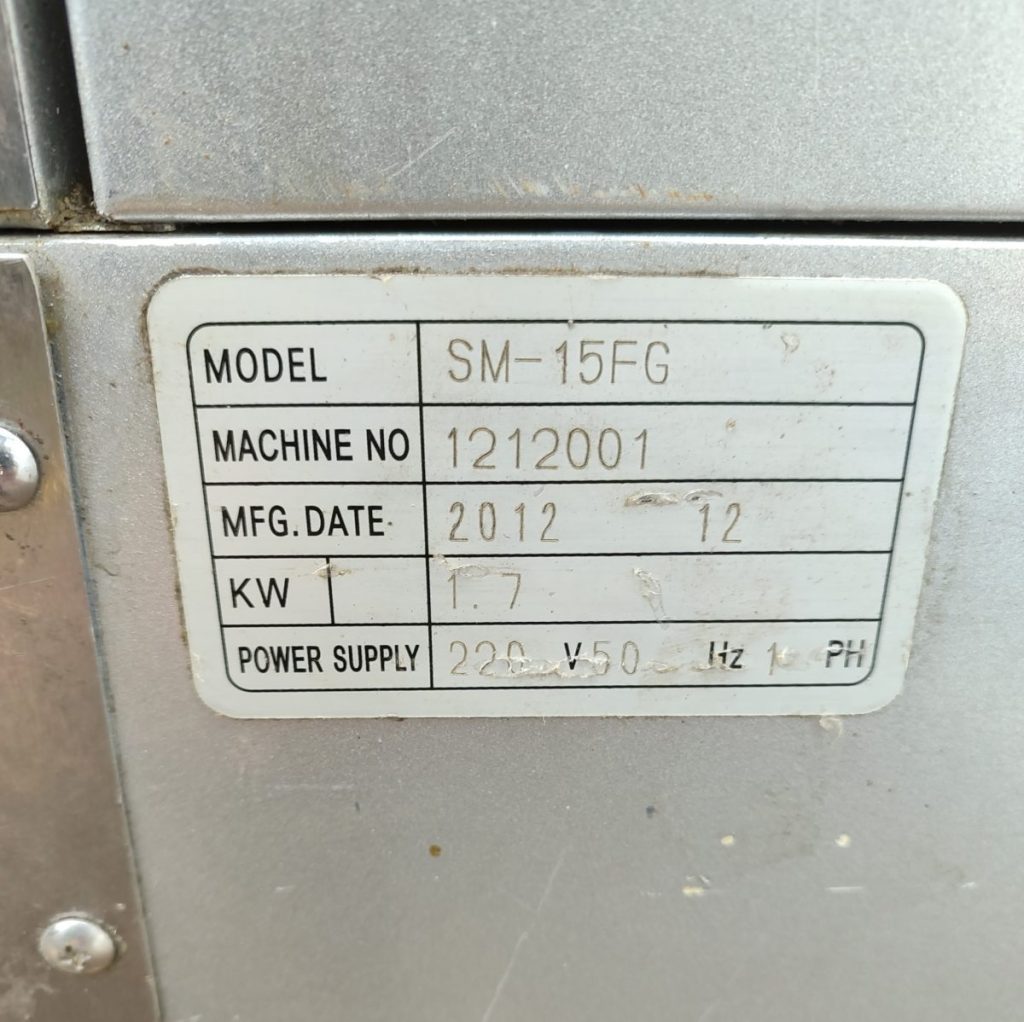 MODEL SM-15FG
MACHINE NO 1212001
MFG. DATE 2012 12
KW 1.7
POWER SUPPLY 220 V 50 Hz 1 PH